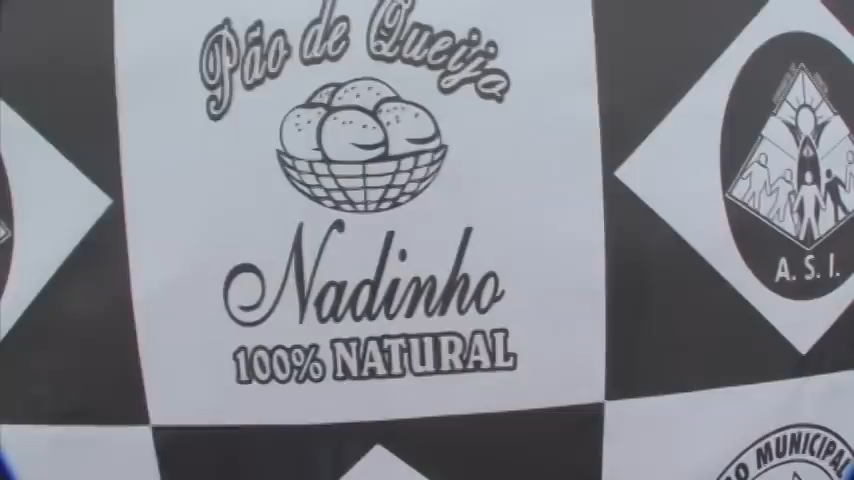 Pão de Queijo
Nadinho
100% NATURAL
A. S. I.
MUNICIPAL